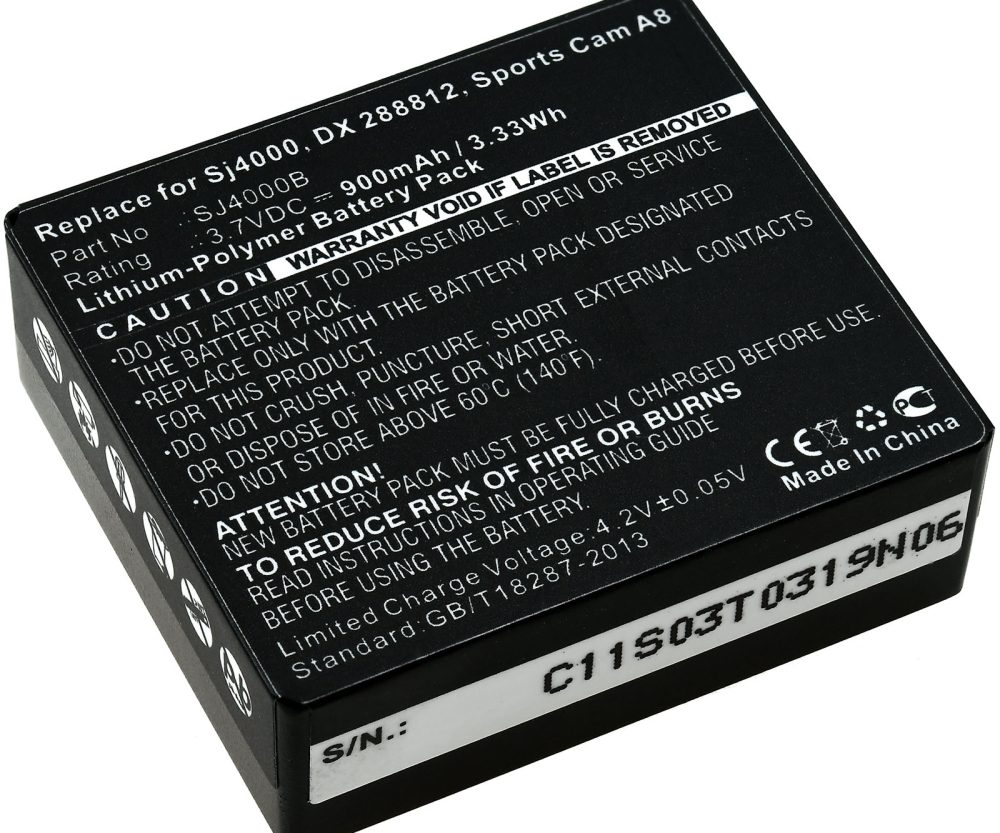 Replace for Sj4000, DX 288812, Sports Cam A8
Part No : SJ4000B
Rating : 3.7VDC 900mAh / 3.33Wh
Lithium-Polymer Battery Pack
CAUTION WARRANTY VOID IF LABEL IS REMOVED
•DO NOT ATTEMPT TO DISASSEMBLE, OPEN OR SERVICE
THE BATTERY PACK.
•REPLACE ONLY WITH THE BATTERY PACK DESIGNATED
FOR THIS PRODUCT.
•DO NOT CRUSH, PUNCTURE, SHORT EXTERNAL CONTACTS
OR DISPOSE OF IN FIRE OR WATER.
•DO NOT STORE ABOVE 60°C (140°F).
ATTENTION!
NEW BATTERY PACK MUST BE FULLY CHARGED BEFORE USE.
TO REDUCE RISK OF FIRE OR BURNS
READ INSTRUCTIONS IN OPERATING GUIDE
BEFORE USING THE BATTERY.
Limited Charge Voltage:4.2V±0.05V
Standard:GB/T18287-2013
CE
Made In China
S/N.: C11S03T0319N06